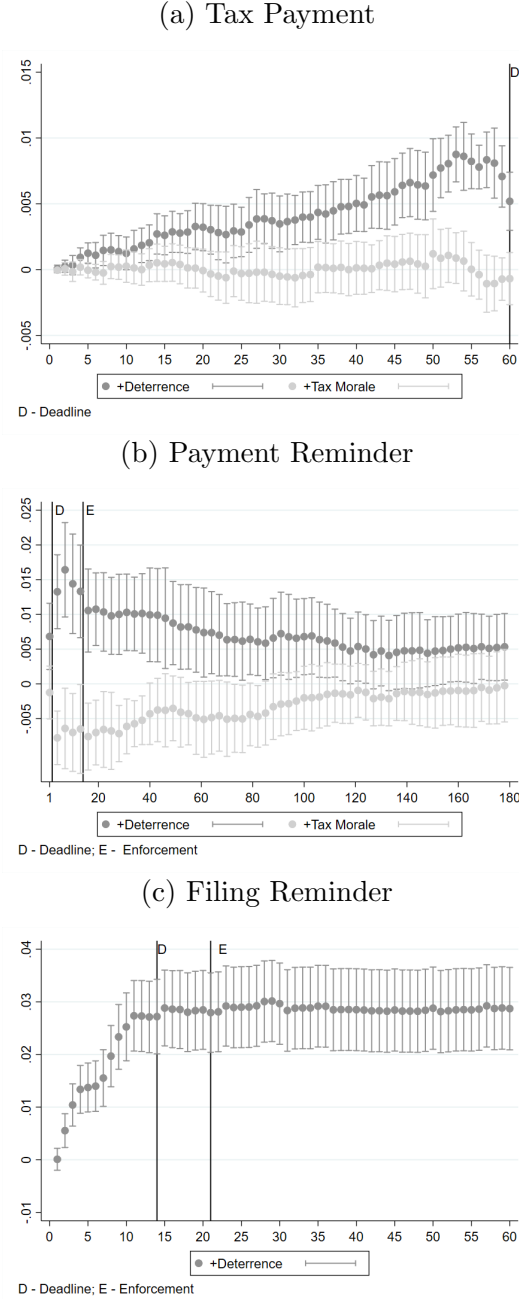 (a) Tax Payment
.015
D
.01
.005
0
-.005
0 5 10 15 20 25 30 35 40 45 50 55 60
+Deterrence +Tax Morale
D - Deadline
(b) Payment Reminder
.025
D E
.02
.015
.01
.005
0
-.005
1 20 40 60 80 100 120 140 160 180
+Deterrence +Tax Morale
D - Deadline; E - Enforcement
(c) Filing Reminder
.04
D E
.03
.02
.01
0
-.01
0 5 10 15 20 25 30 35 40 45 50 55 60
+Deterrence
D - Deadline; E - Enforcement